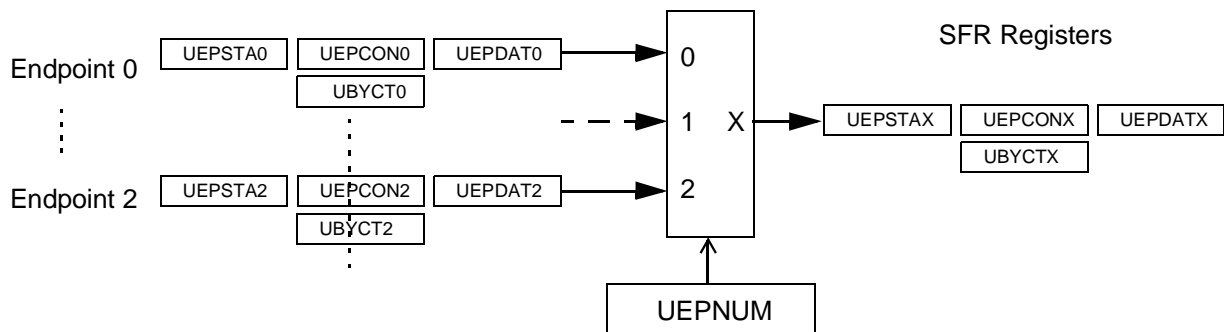 SFR Registers
Endpoint 0 UEPSTA0 UEPCON0 UEPDAT0 0
UBYCT0
1 X UEPSTAX UEPCONX UEPDATX
UBYCTX
Endpoint 2 UEPSTA2 UEPCON2 UEPDAT2 2
UBYCT2
UEPNUM